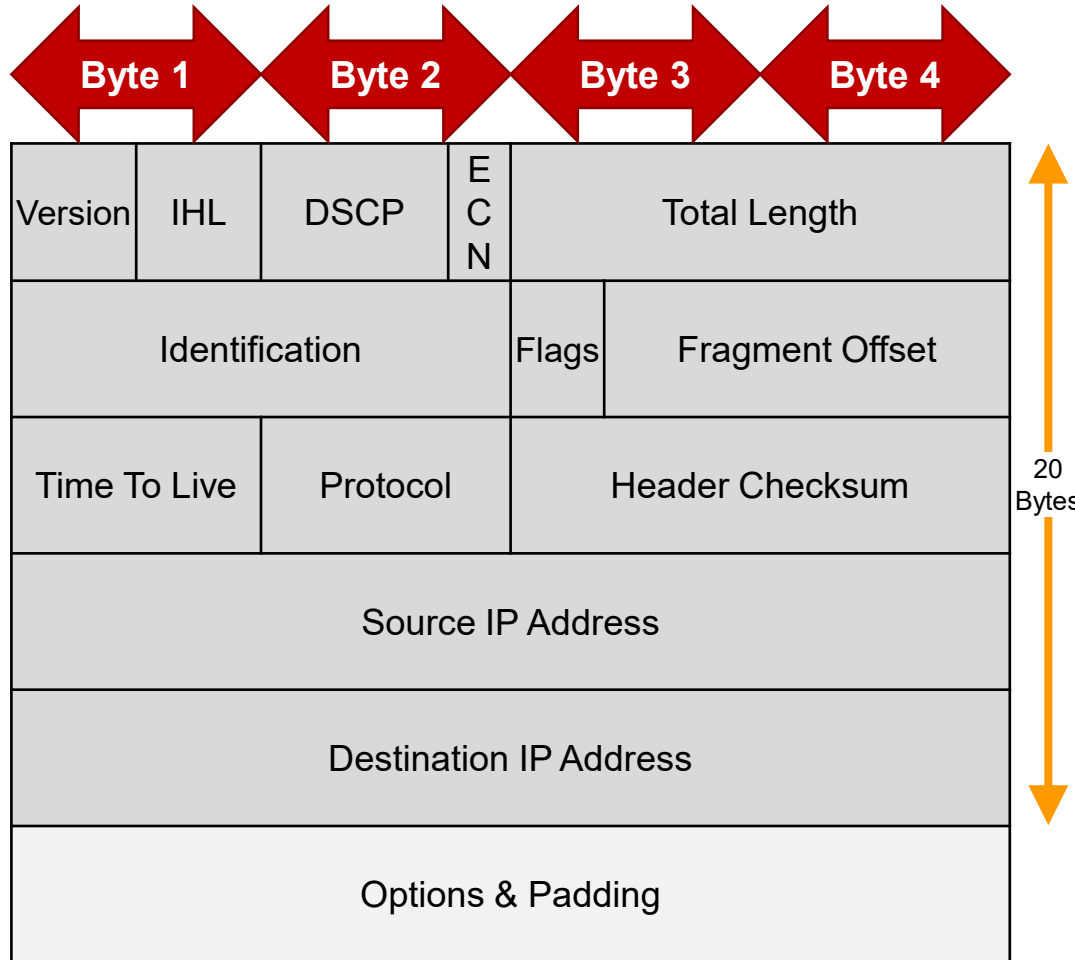 Byte 1
Byte 2
Byte 3
Byte 4
Version
IHL
DSCP
E
C
N
Total Length
Identification
Flags
Fragment Offset
Time To Live
Protocol
Header Checksum
20
Bytes
Source IP Address
Destination IP Address
Options & Padding